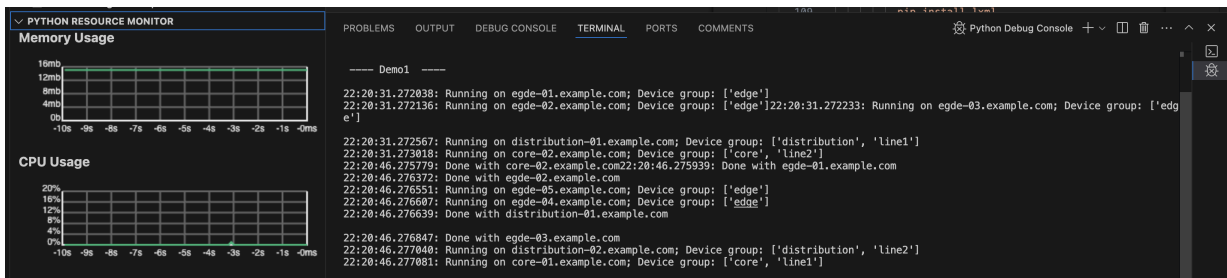 109
pip install lxml
PYTHON RESOURCE MONITOR
Memory Usage
16mb
12mb
8mb
4mb
0b
-10s -9s -8s -7s -6s -5s -4s -3s -2s -1s -0ms
CPU Usage
20%
16%
12%
8%
4%
0%
-10s -9s -8s -7s -6s -5s -4s -3s -2s -1s -0ms
PROBLEMS OUTPUT DEBUG CONSOLE TERMINAL PORTS COMMENTS
Python Debug Console
---- Demo1 ----
22:20:31.272038: Running on egde-01.example.com; Device group: ['edge']
22:20:31.272136: Running on egde-02.example.com; Device group: ['edge']22:20:31.272233: Running on egde-03.example.com; Device group: ['edg
e']
22:20:31.272567: Running on distribution-01.example.com; Device group: ['distribution', 'line1']
22:20:31.273018: Running on core-02.example.com; Device group: ['core', 'line2']
22:20:46.275779: Done with core-02.example.com22:20:46.275939: Done with egde-01.example.com
22:20:46.276372: Done with egde-02.example.com
22:20:46.276551: Running on egde-05.example.com; Device group: ['edge']
22:20:46.276607: Running on egde-04.example.com; Device group: ['edge']
22:20:46.276639: Done with distribution-01.example.com
22:20:46.276847: Done with egde-03.example.com
22:20:46.277040: Running on distribution-02.example.com; Device group: ['distribution', 'line2']
22:20:46.277081: Running on core-01.example.com; Device group: ['core', 'line1']